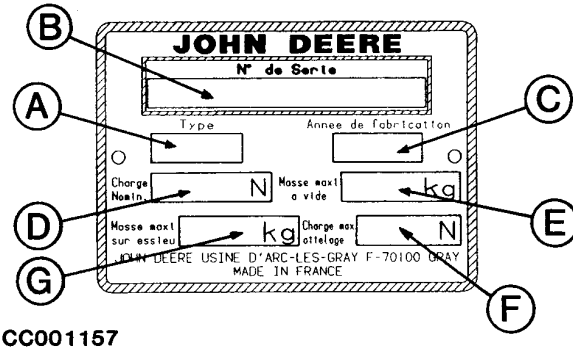 B
JOHN DEERE
N° de Serie
A
Type
Annee de fabrication
C
Charge Nomin.
N
Masse maxi a vide
kg
D
E
Masse maxi sur essieu
kg
Charge max. attelage
N
G
F
JOHN DEERE USINE D'ARC-LES-GRAY F-70100 GRAY
MADE IN FRANCE
CC001157